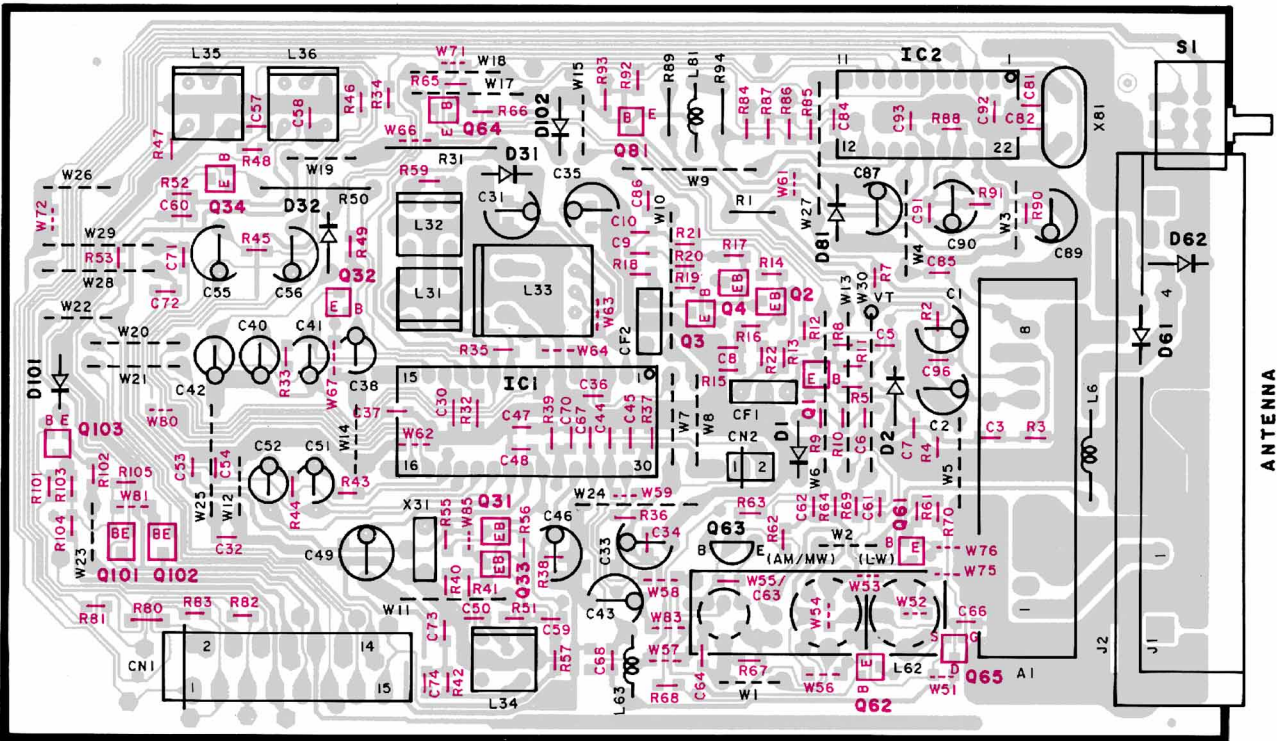 L35
L36
W71
W18
R65
W17
W15
R93
R92
R89
L81
R94
II
IC2
I
C81
SI
R47
C57
C58
R46
R34
B
E
Q64
R66
D102
B
E
Q81
R84
R87
R86
R85
C84
C93
R88
C92
C82
X81
12
22
W66
R48
R31
W26
B
E
Q34
R52
C60
W19
R59
D31
C35
W9
W61
W72
D32
R50
C31
C86
W10
R1
W27
C87
C91
R91
W3
R90
W29
R53
C71
R45
R49
L32
C10
C9
R21
R20
R17
D81
W4
C90
C89
D62
W28
R18
R19
R14
R7
C85
C72
C55
C56
Q32
E
B
L31
L33
W63
B
E
Q3
EB
Q4
EB
Q2
W13
W30
VT
C1
4
W22
W20
C40
C41
CF2
R16
R12
R8
C5
R2
8
D61
D101
W21
R35
W64
C8
R22
R13
R11
C42
R33
W67
C38
15
IC1
C36
I
R15
CF1
E
B
Q1
R5
D2
C96
L6
B E
Q103
W80
C37
C30
R32
C47
R39
C70
C67
C44
C45
R37
W7
W8
CN2
D1
R9
R10
C6
C7
R4
C2
C3
R3
W62
C48
16
30
1 2
W14
R101
R103
R102
R105
C53
C54
C52
C51
R43
W6
W5
W81
W25
W12
R44
X31
R55
W85
Q31
EB
R56
W24
W59
R63
C62
R64
R69
C61
Q61
R61
R70
R104
W23
BE
BE
Q101
Q102
C32
C49
EB
Q33
C46
C33
R36
C34
Q63
B
E
R62
W2
(AM/MW)
(LW)
B
E
W76
W75
I
R40
R41
R38
R81
R80
R83
R82
W11
C50
R51
C43
W58
W55/
C63
W54
W53
W52
C66
I
C73
C59
W83
S
G
D
CN1
2
14
1
15
C74
R42
R57
C68
W57
C64
R67
E
B
L62
Q65
A1
J2
J1
L34
L63
R68
W1
W56
Q62
W51
ANTENNA